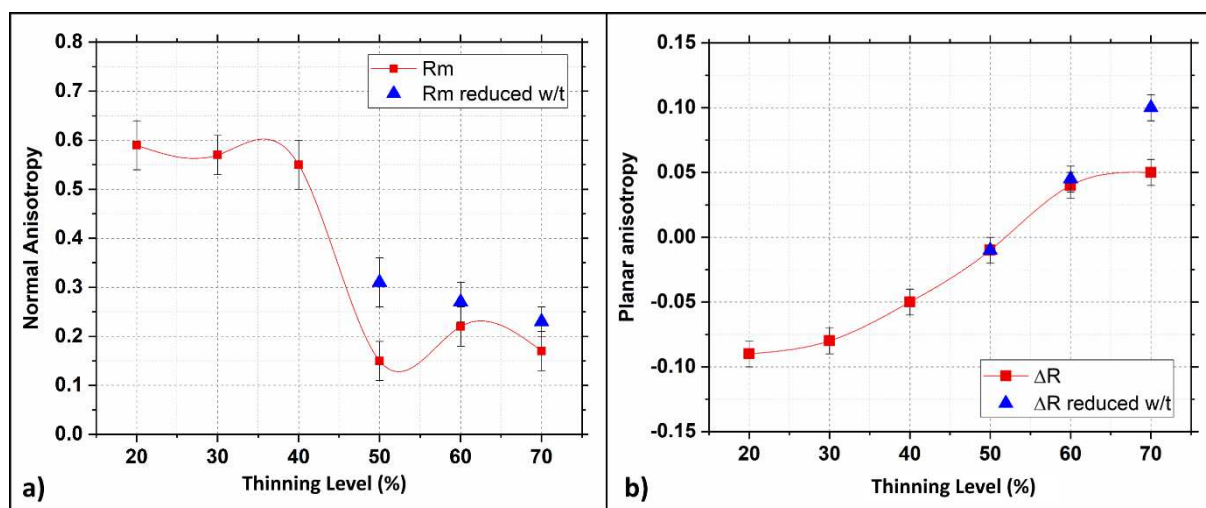 0.8
0.7
0.6
0.5
0.4
0.3
0.2
0.1
0.0
Normal Anisotropy
Rm
Rm reduced w/t
20 30 40 50 60 70
Thinning Level (%)
a)
0.15
0.10
0.05
0.00
-0.05
-0.10
-0.15
Planar anisotropy
ΔR
ΔR reduced w/t
20 30 40 50 60 70
Thinning Level (%)
b)